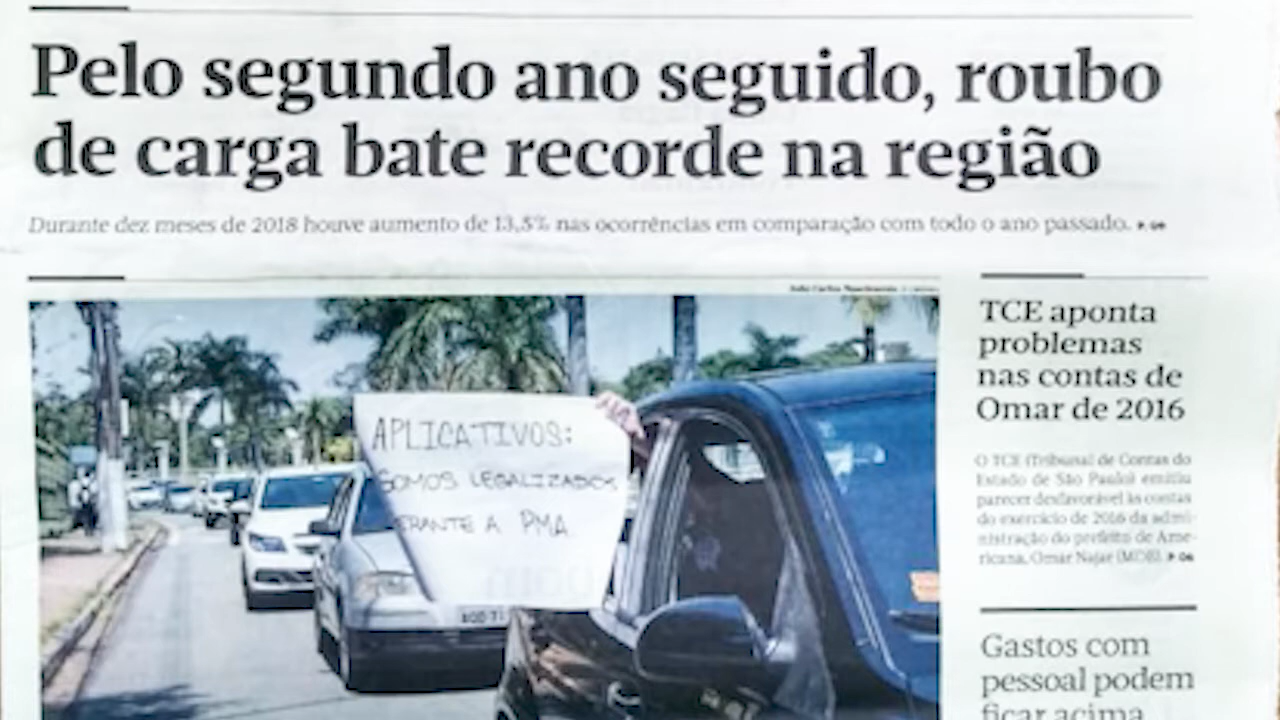 Pelo segundo ano seguido, roubo
de carga bate recorde na região
Durante dez meses de 2018 houve aumento de 13,5% nas ocorrências em comparação com todo o ano passado.
TCE aponta
problemas
nas contas de
Omar de 2016
O TCE (Tribunal de Contas do
Estado de São Paulo) emitiu
parecer desfavorável às contas
do exercício de 2016 da admi-
nistração do prefeito de Ame-
ricana, Omar Najar (MDB).
Gastos com
pessoal podem
ficar acima
APLICATIVOS:
SOMOS LEGALIZADOS
ERANTE A PMA